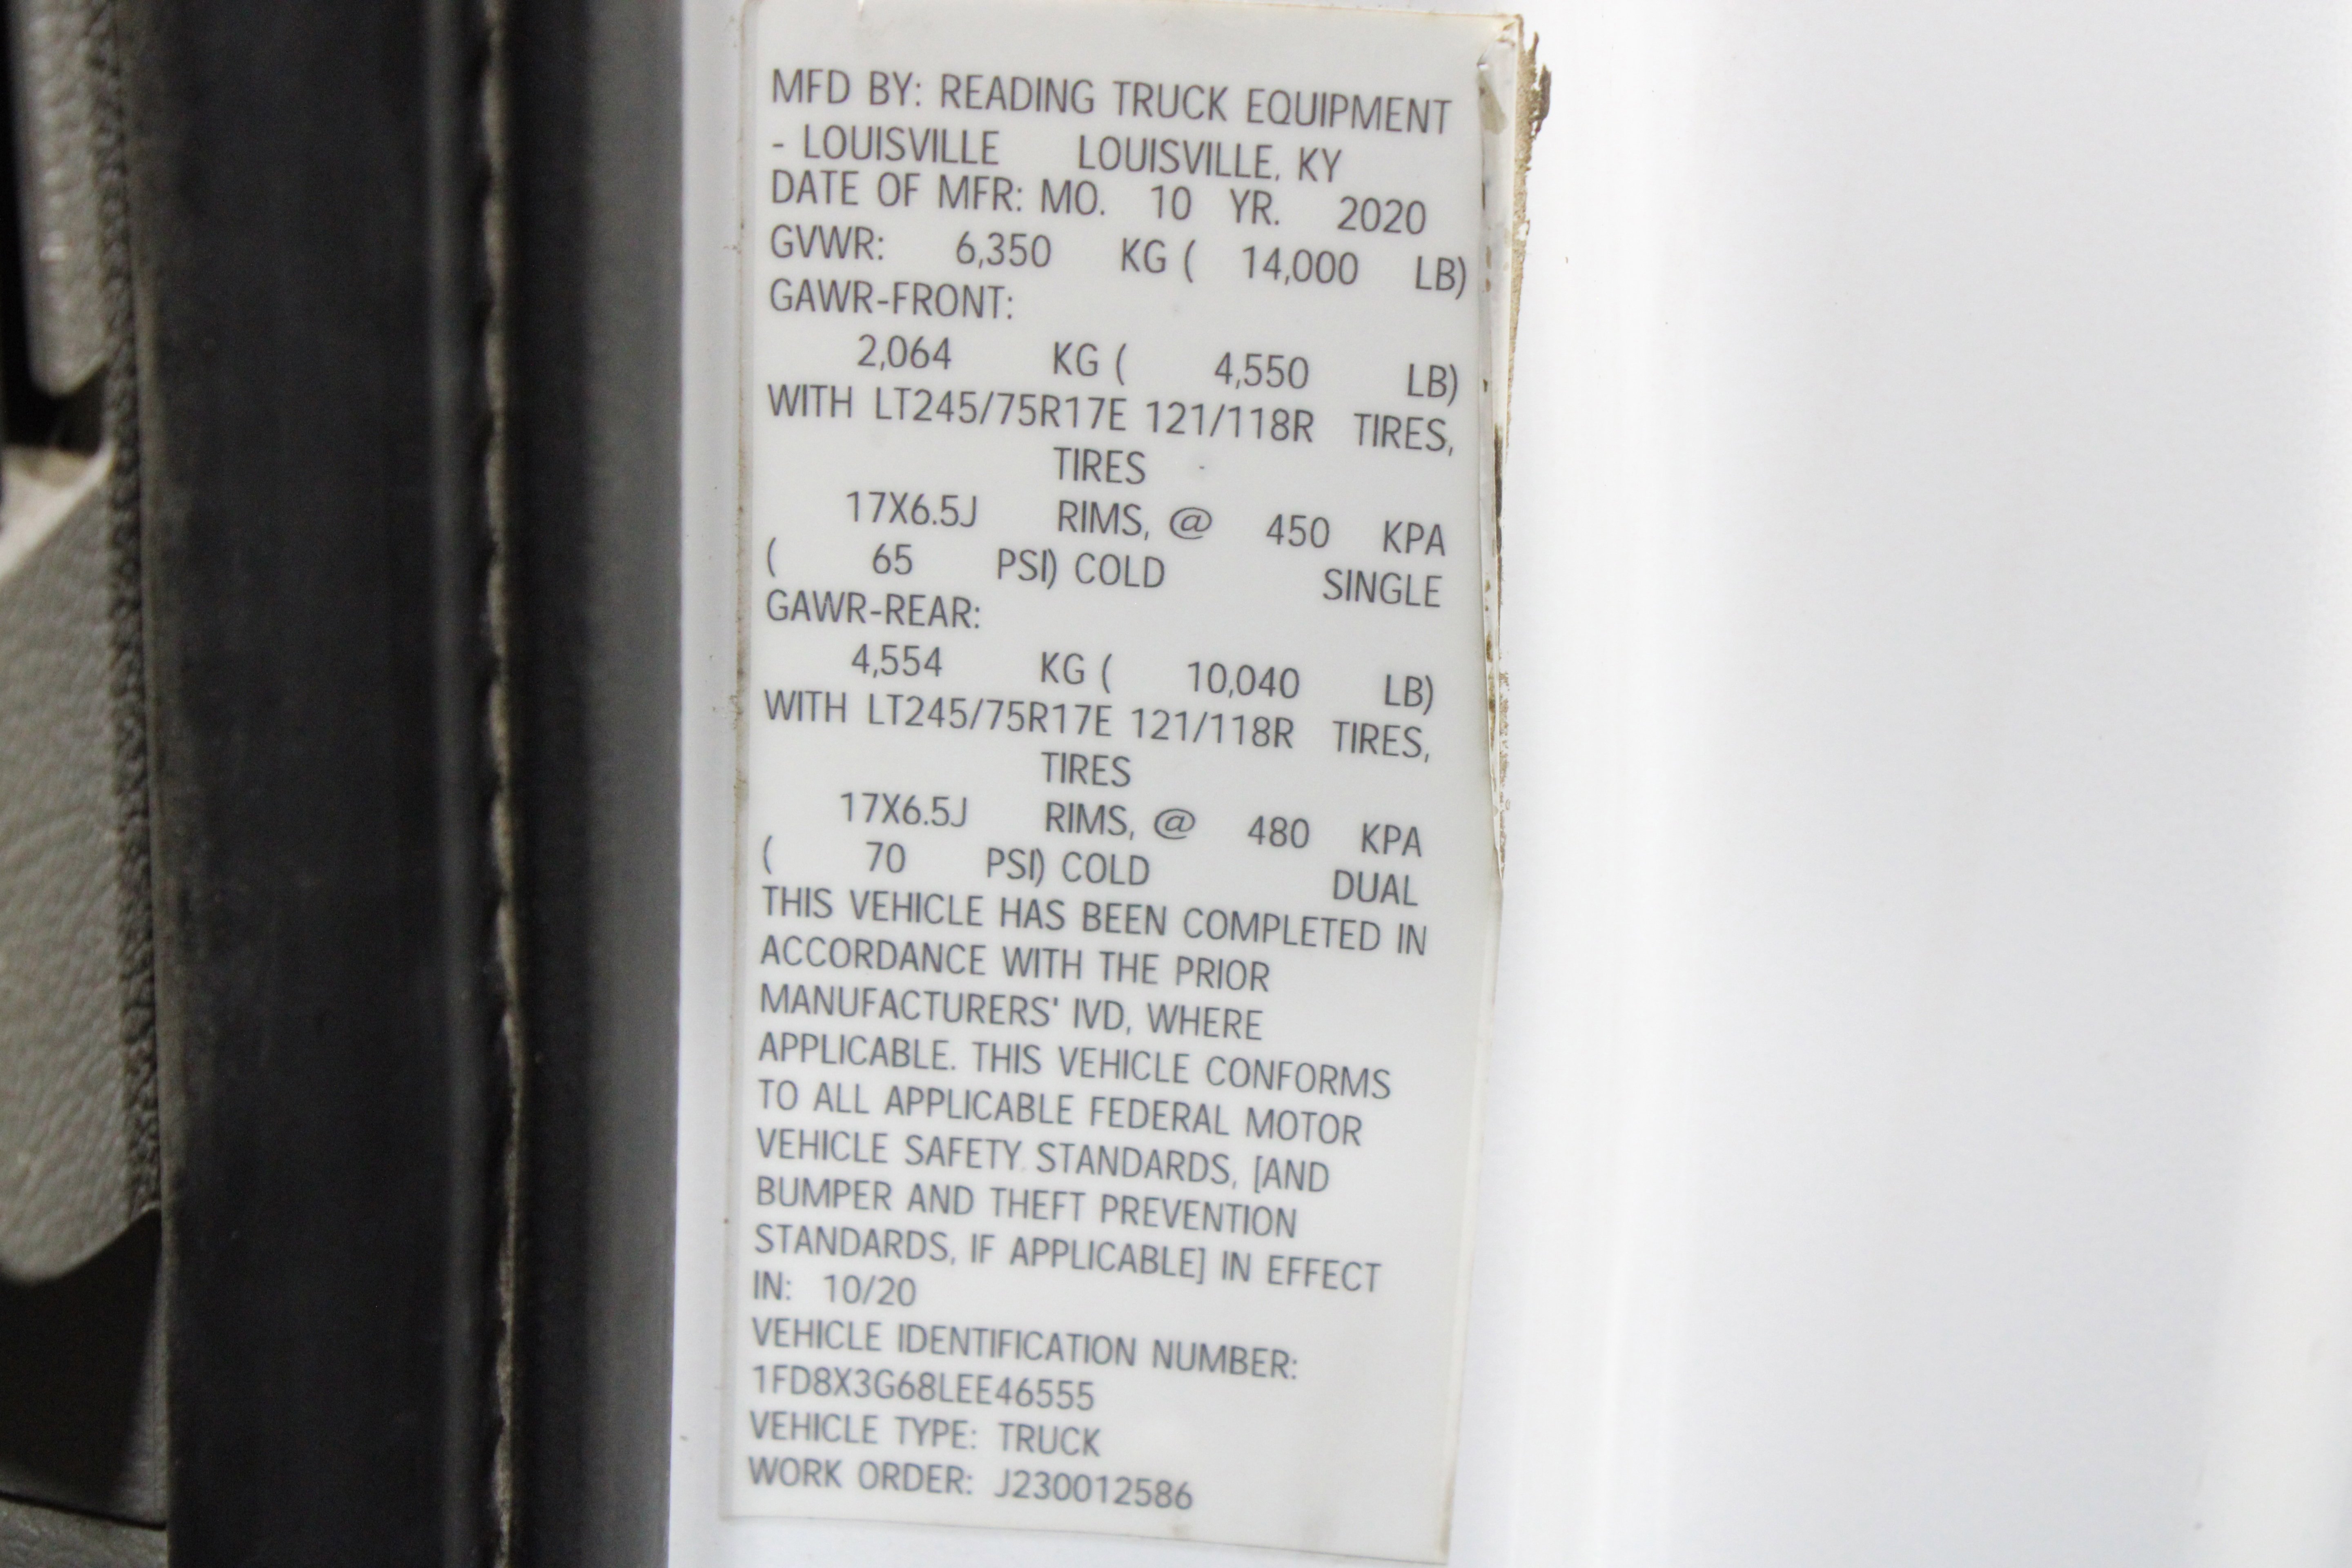 MFD BY: READING TRUCK EQUIPMENT
- LOUISVILLE LOUISVILLE, KY
DATE OF MFR: MO. 10 YR. 2020
GVWR: 6,350 KG ( 14,000 LB)
GAWR-FRONT:
2,064 KG ( 4,550 LB)
WITH LT245/75R17E 121/118R TIRES,
TIRES
17X6.5J RIMS, @ 450 KPA
( 65 PSI) COLD SINGLE
GAWR-REAR:
4,554 KG ( 10,040 LB)
WITH LT245/75R17E 121/118R TIRES,
TIRES
17X6.5J RIMS, @ 480 KPA
( 70 PSI) COLD DUAL
THIS VEHICLE HAS BEEN COMPLETED IN
ACCORDANCE WITH THE PRIOR
MANUFACTURERS' IVD, WHERE
APPLICABLE. THIS VEHICLE CONFORMS
TO ALL APPLICABLE FEDERAL MOTOR
VEHICLE SAFETY STANDARDS, [AND
BUMPER AND THEFT PREVENTION
STANDARDS, IF APPLICABLE] IN EFFECT
IN: 10/20
VEHICLE IDENTIFICATION NUMBER:
1FD8X3G68LEE46555
VEHICLE TYPE: TRUCK
WORK ORDER: J230012586